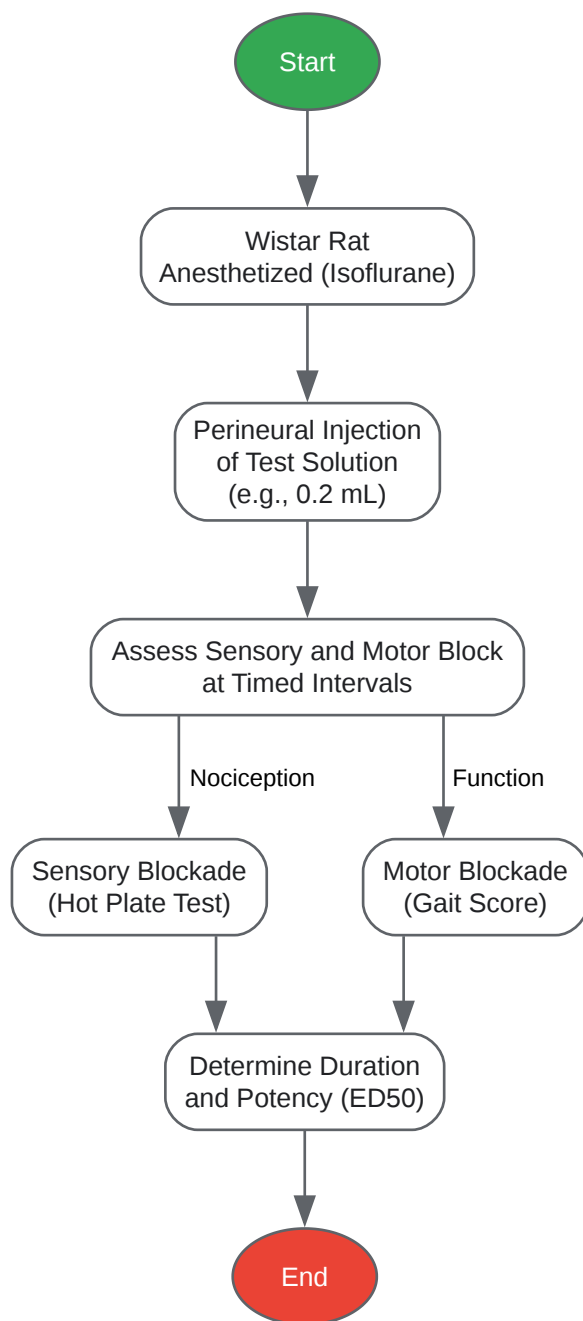 Start
Wistar Rat
Anesthetized (Isoflurane)
Perineural Injection
of Test Solution
(e.g., 0.2 mL)
Assess Sensory and Motor Block
at Timed Intervals
Nociception
Function
Sensory Blockade
(Hot Plate Test)
Motor Blockade
(Gait Score)
Determine Duration
and Potency (ED50)
End